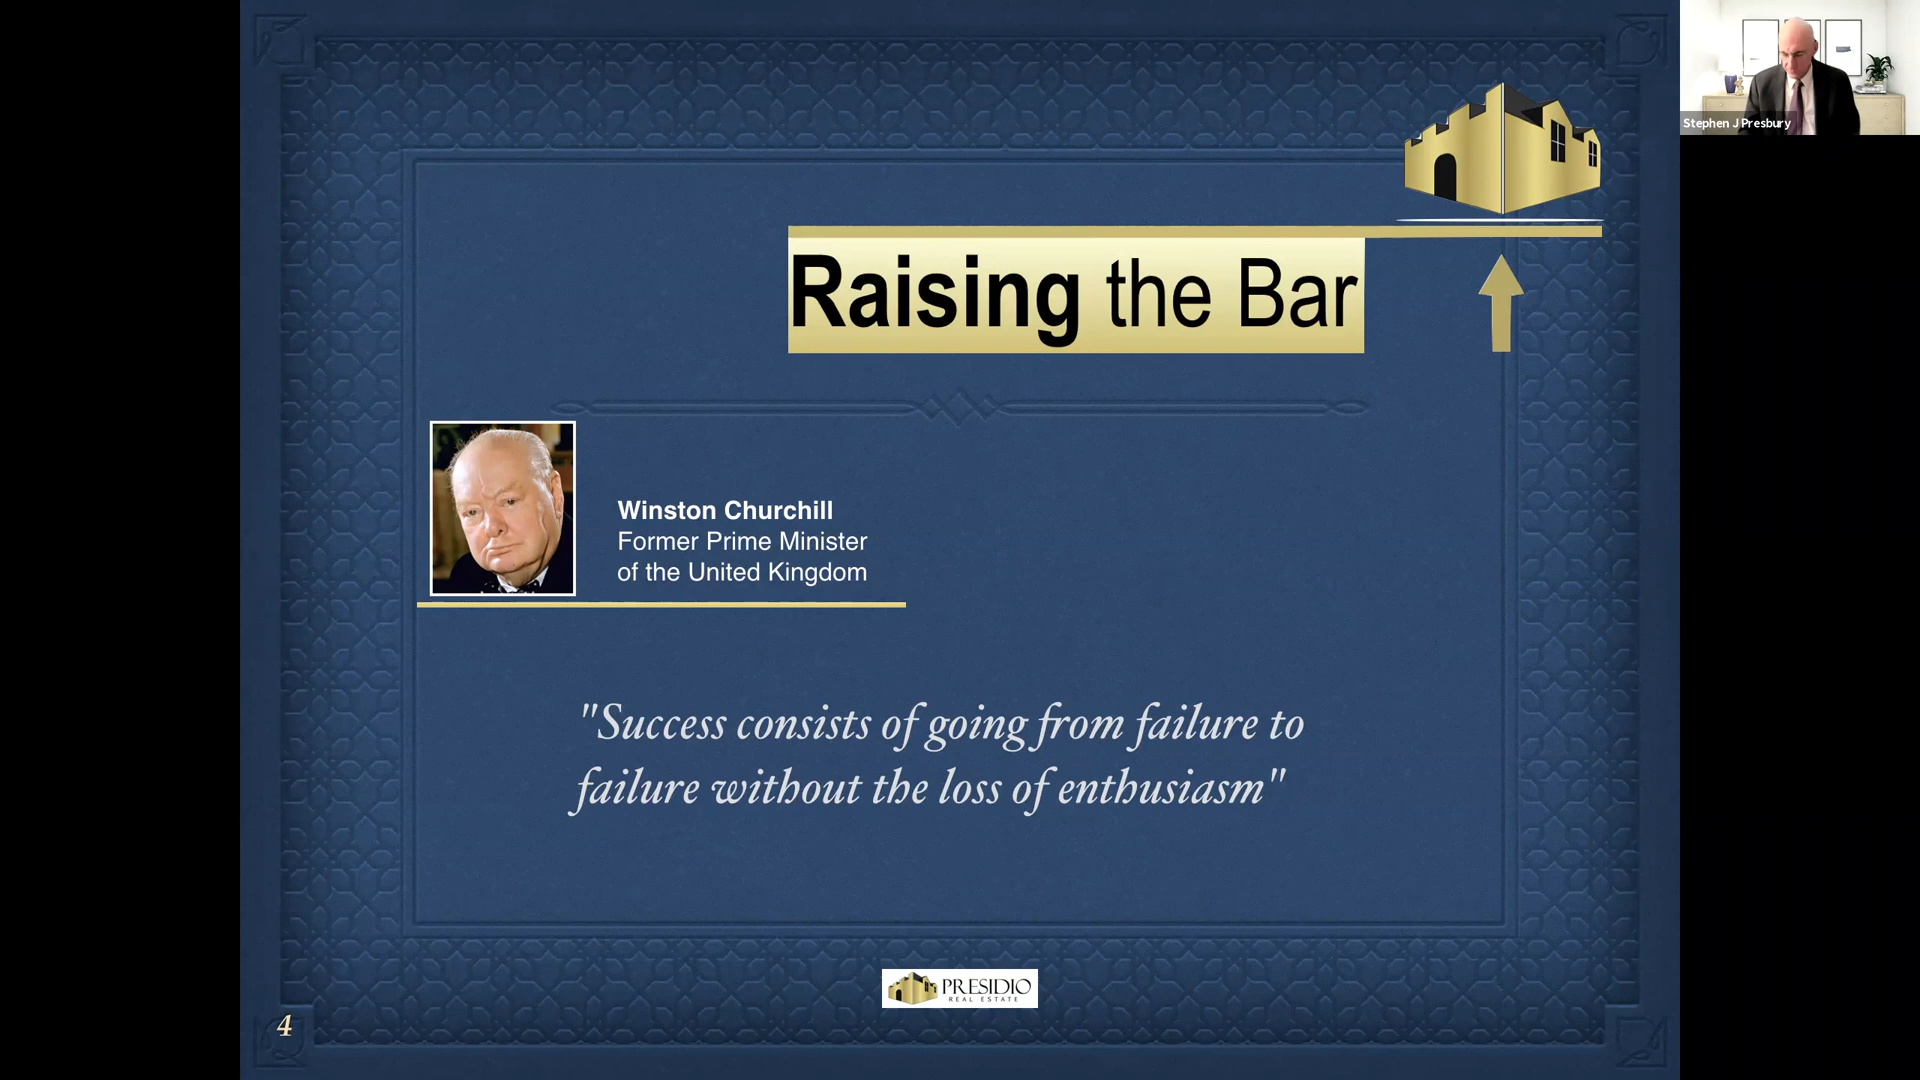 Stephen J Presbury
Raising the Bar
Winston Churchill
Former Prime Minister
of the United Kingdom
"Success consists of going from failure to
failure without the loss of enthusiasm"
PRESIDIO
REAL ESTATE
4